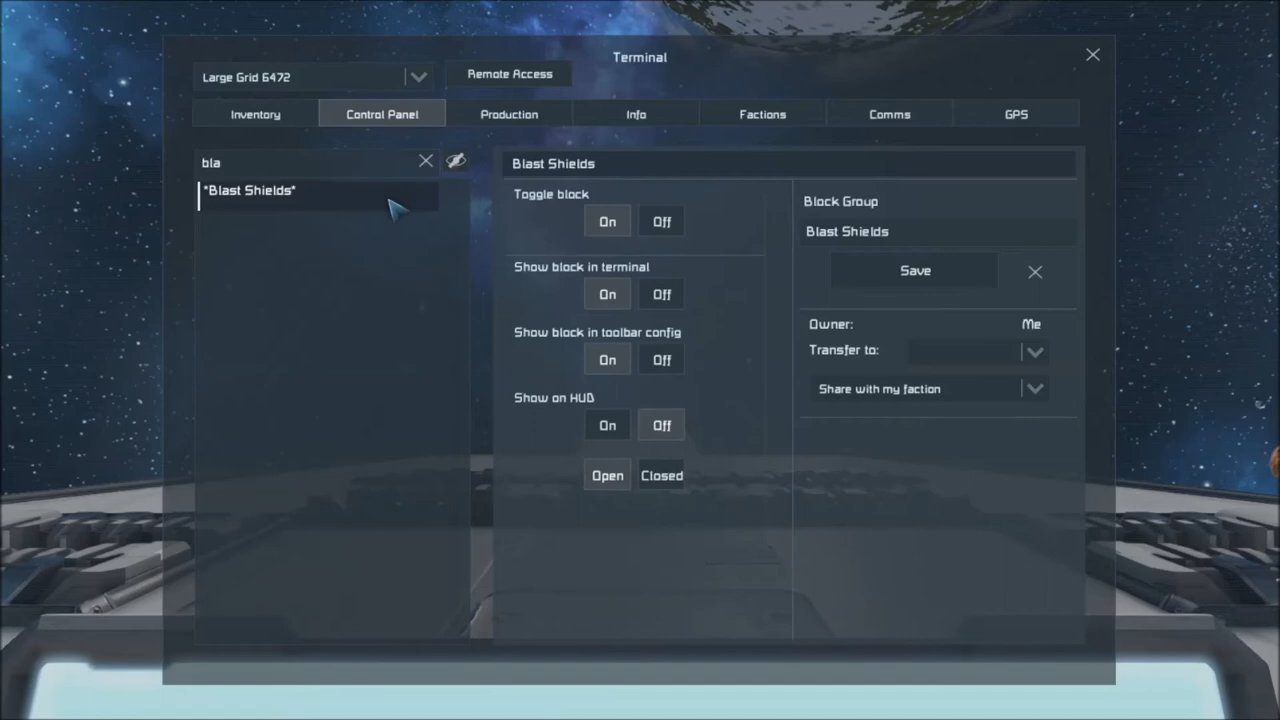 Terminal
Large Grid 6472
Remote Access
Inventory
Control Panel
Production
Info
Factions
Comms
GPS
bla
*Blast Shields*
Blast Shields
Toggle block
On Off
Show block in terminal
On Off
Show block in toolbar config
On Off
Show on HUD
On Off
Open Closed
Block Group
Blast Shields
Save
Owner: Me
Transfer to:
Share with my faction